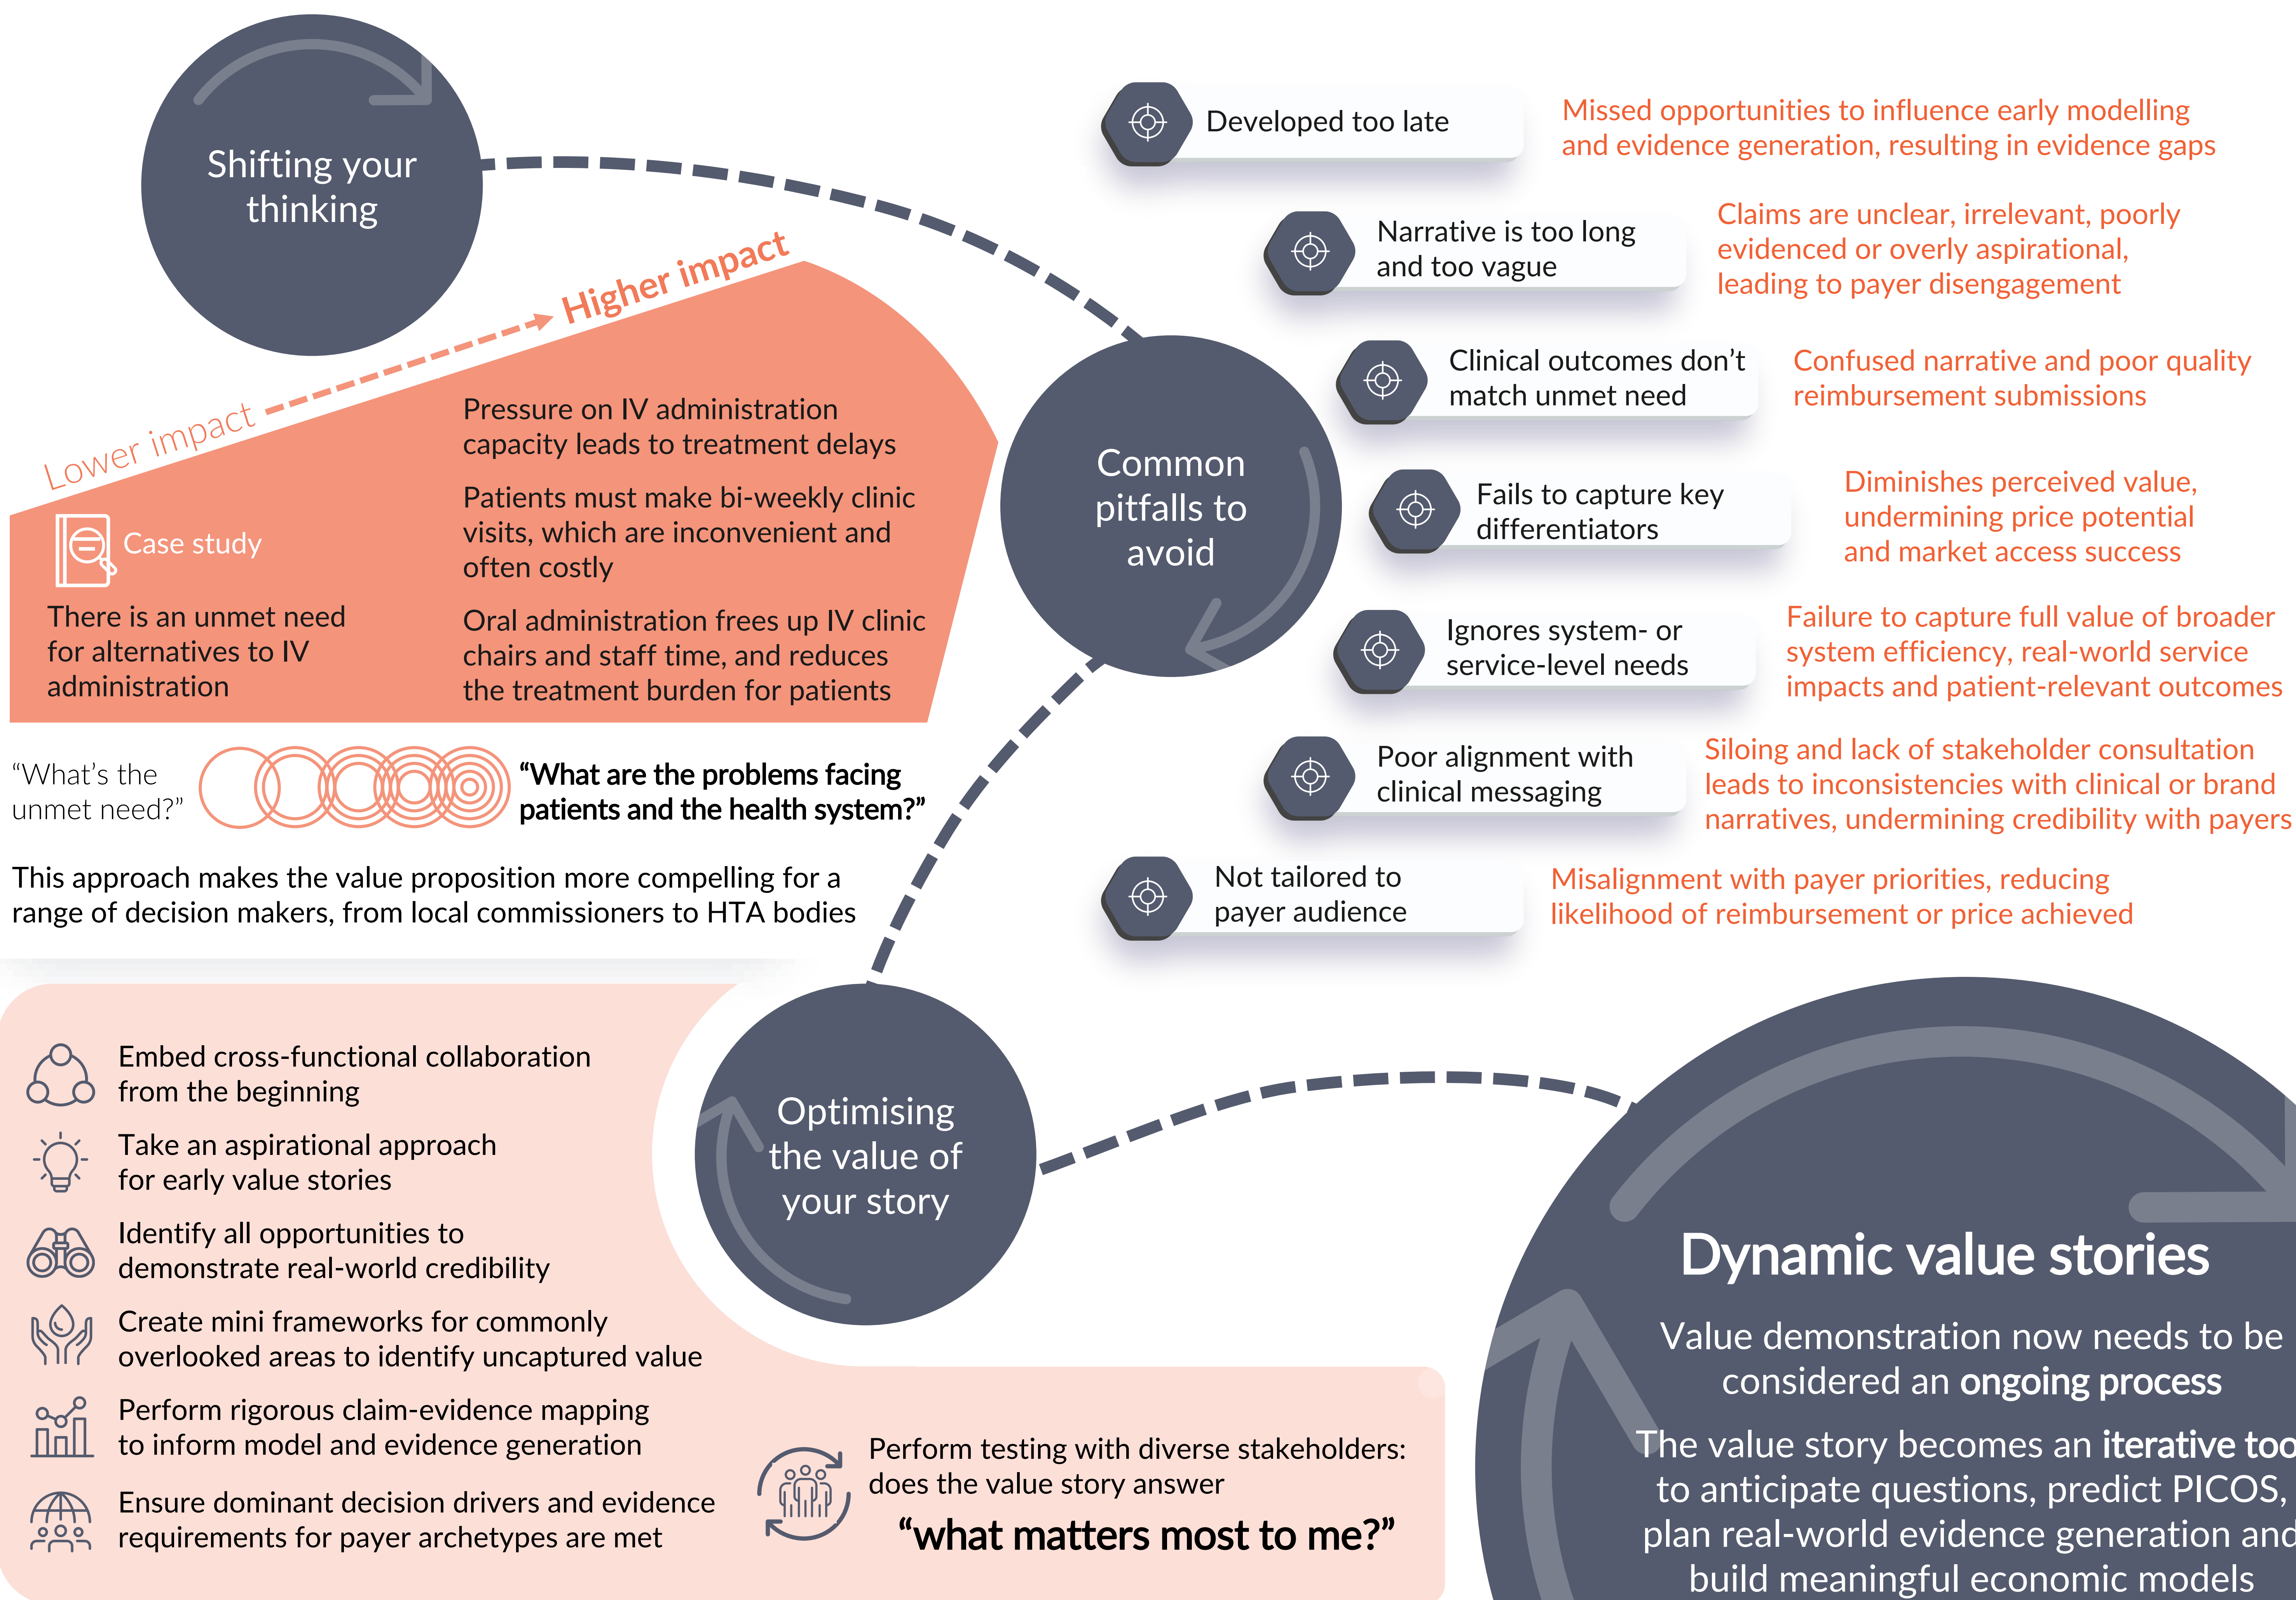 Shifting your
thinking
Lower impact
Higher impact
Case study
There is an unmet need
for alternatives to IV
administration
Pressure on IV administration
capacity leads to treatment delays
Patients must make bi-weekly clinic
visits, which are inconvenient and
often costly
Oral administration frees up IV clinic
chairs and staff time, and reduces
the treatment burden for patients
“What’s the
unmet need?”
“What are the problems facing
patients and the health system?”
This approach makes the value proposition more compelling for a
range of decision makers, from local commissioners to HTA bodies
Common
pitfalls to
avoid
Developed too late
Missed opportunities to influence early modelling
and evidence generation, resulting in evidence gaps
Narrative is too long
and too vague
Claims are unclear, irrelevant, poorly
evidenced or overly aspirational,
leading to payer disengagement
Clinical outcomes don’t
match unmet need
Confused narrative and poor quality
reimbursement submissions
Fails to capture key
differentiators
Diminishes perceived value,
undermining price potential
and market access success
Ignores system- or
service-level needs
Failure to capture full value of broader
system efficiency, real-world service
impacts and patient-relevant outcomes
Poor alignment with
clinical messaging
Siloing and lack of stakeholder consultation
leads to inconsistencies with clinical or brand
narratives, undermining credibility with payers
Not tailored to
payer audience
Misalignment with payer priorities, reducing
likelihood of reimbursement or price achieved
Optimising
the value of
your story
Embed cross-functional collaboration
from the beginning
Take an aspirational approach
for early value stories
Identify all opportunities to
demonstrate real-world credibility
Create mini frameworks for commonly
overlooked areas to identify uncaptured value
Perform rigorous claim-evidence mapping
to inform model and evidence generation
Ensure dominant decision drivers and evidence
requirements for payer archetypes are met
Perform testing with diverse stakeholders:
does the value story answer
“what matters most to me?”
Dynamic value stories
Value demonstration now needs to be
considered an ongoing process
The value story becomes an iterative too
to anticipate questions, predict PICOS,
plan real-world evidence generation and
build meaningful economic models